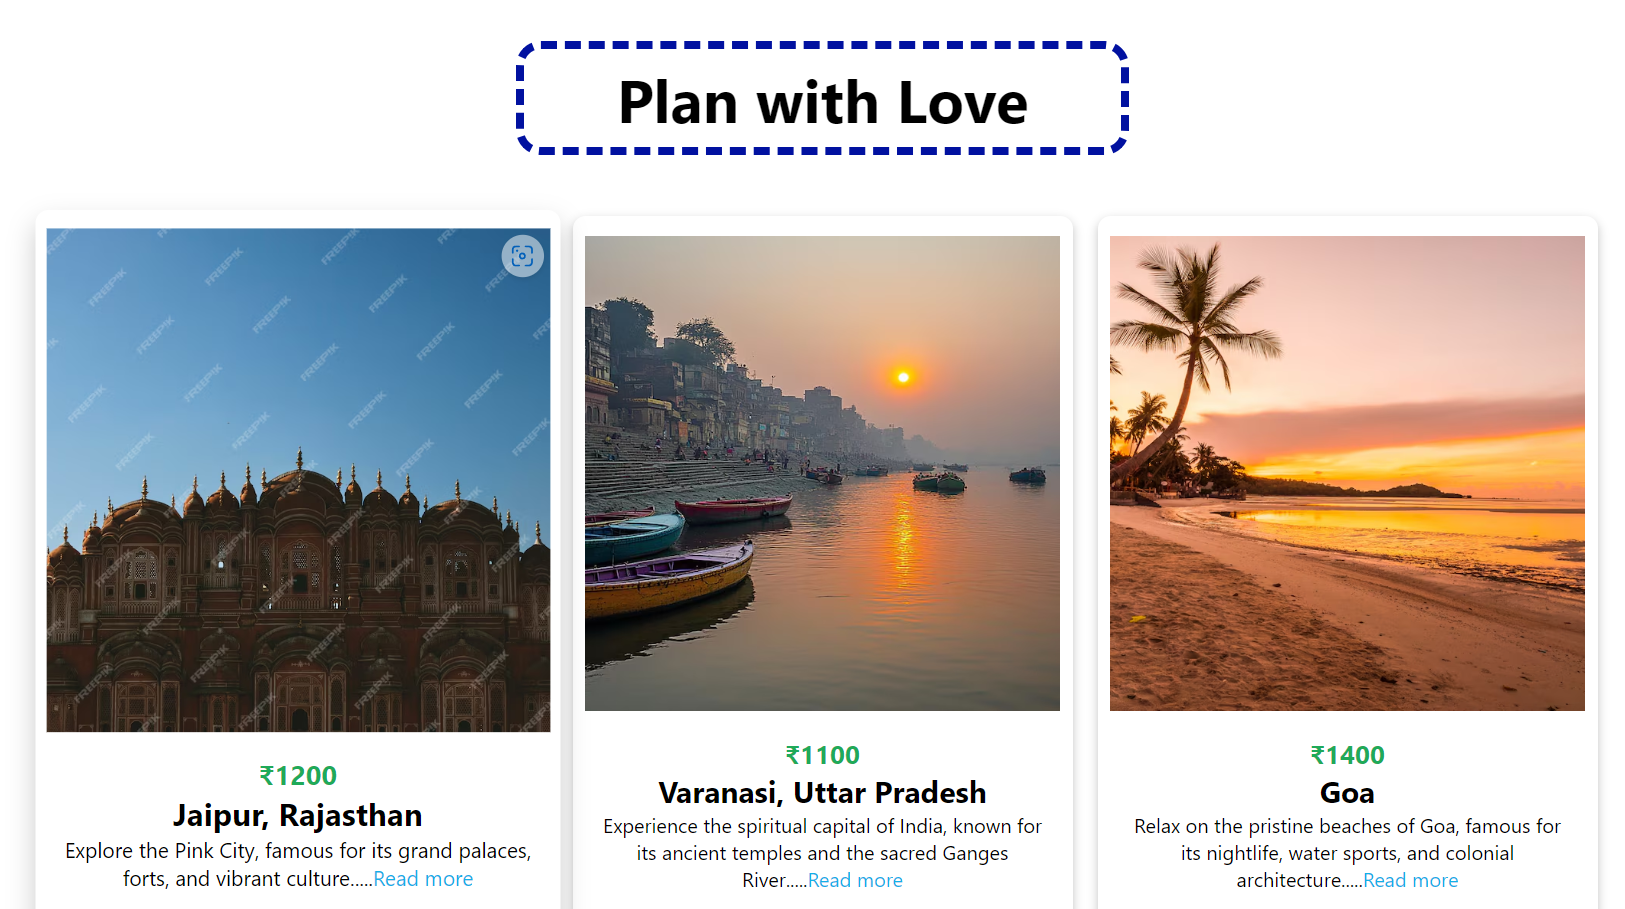 Plan with Love
FREEPIK
₹1200
Jaipur, Rajasthan
Explore the Pink City, famous for its grand palaces,
forts, and vibrant culture.....Read more
₹1100
Varanasi, Uttar Pradesh
Experience the spiritual capital of India, known for
its ancient temples and the sacred Ganges
River.....Read more
₹1400
Goa
Relax on the pristine beaches of Goa, famous for
its nightlife, water sports, and colonial
architecture.....Read more